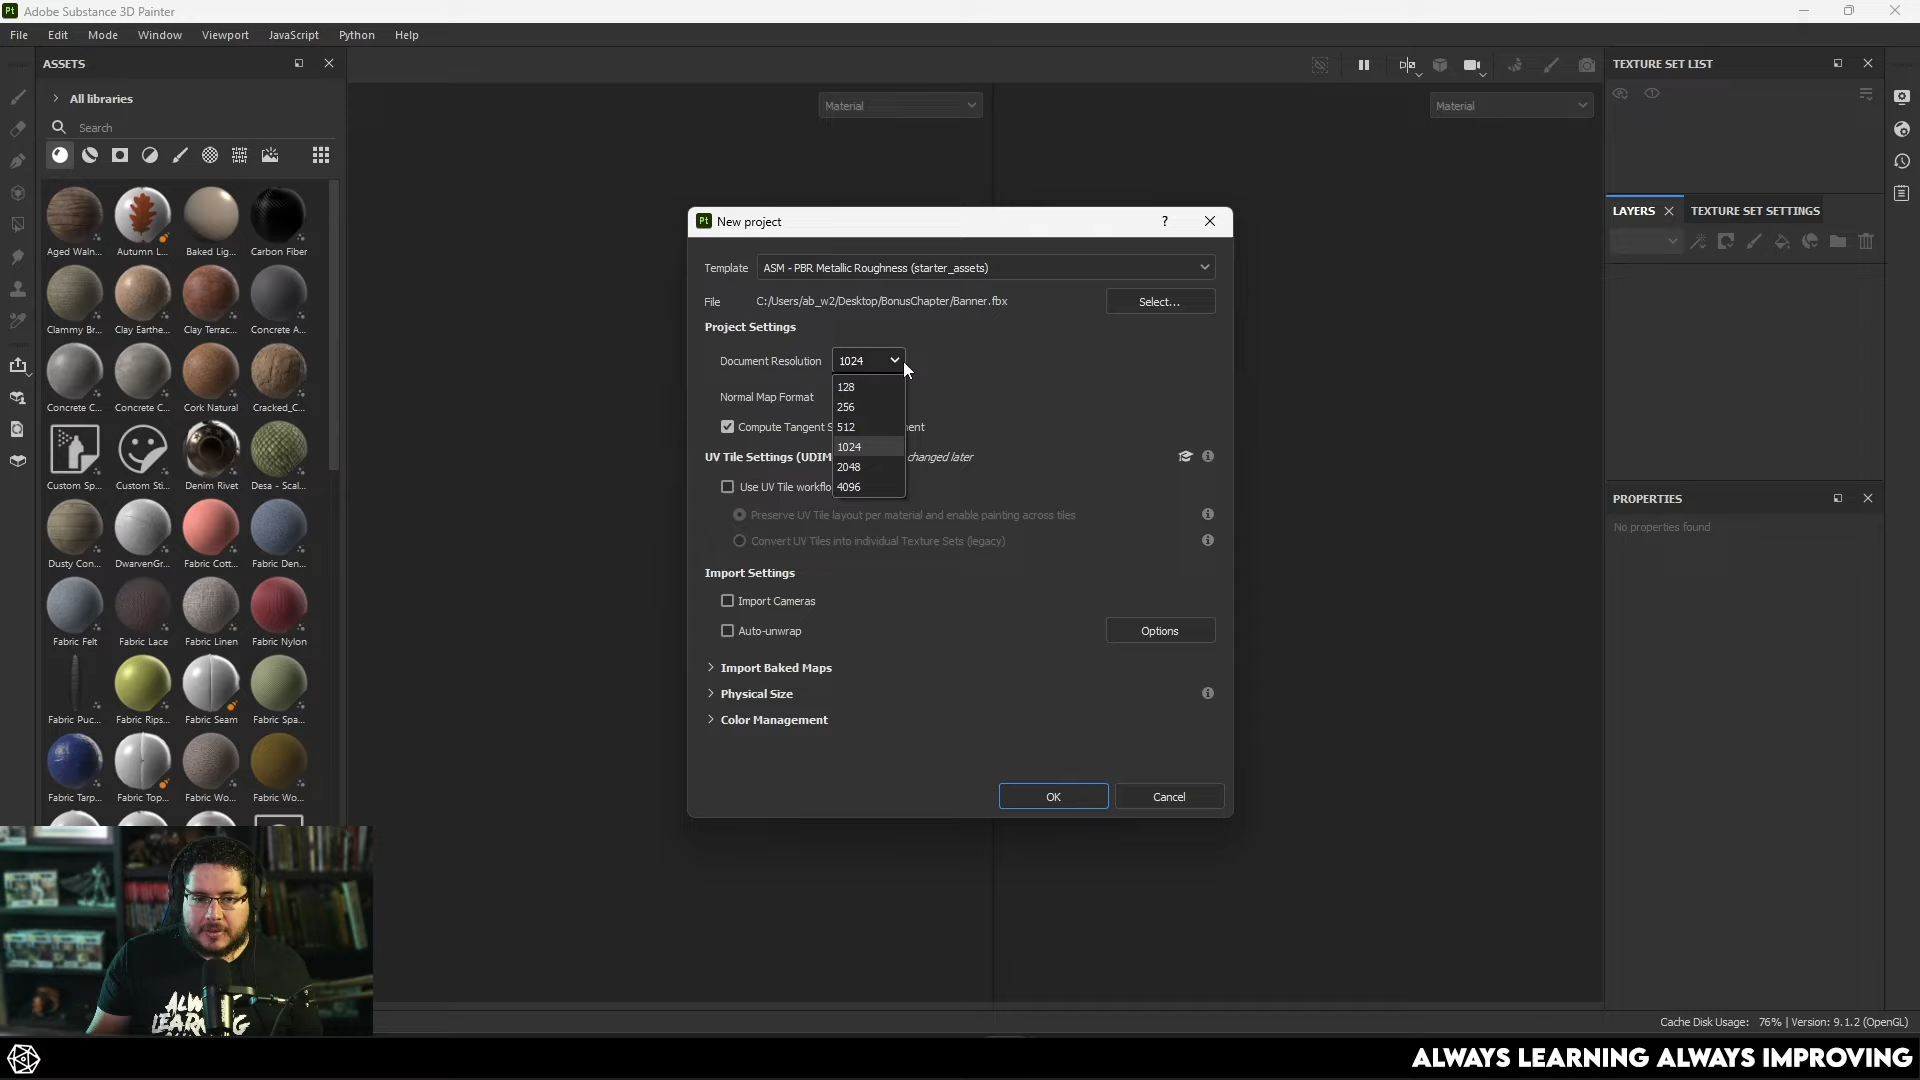 Pt Adobe Substance 3D Painter
File Edit Mode Window Viewport JavaScript Python Help
ASSETS
All libraries
Search
Aged Waln... Autumn L... Baked Lig... Carbon Fiber
Clammy Br... Clay Earthe... Clay Terrac... Concrete A...
Concrete C... Concrete C... Cork Natural Cracked_C...
Custom Sp... Custom Sti... Denim Rivet Desa - Scal...
Dusty Con... DwarvenGr... Fabric Cott... Fabric Den...
Fabric Felt Fabric Lace Fabric Linen Fabric Nylon
Fabric Puc... Fabric Rips... Fabric Seam Fabric Spa...
Fabric Tarp... Fabric Top... Fabric Wo... Fabric Wo...
Material
Material
Pt New project ?
Template ASM - PBR Metallic Roughness (starter_assets)
File C:/Users/ab_w2/Desktop/BonusChapter/Banner.fbx Select...
Project Settings
Document Resolution 1024
128
256
512
1024
2048
4096
Normal Map Format
Compute Tangent S ent
UV Tile Settings (UDIM changed later
Use UV Tile workflo
Preserve UV Tile layout per material and enable painting across tiles
Convert UV Tiles into individual Texture Sets (legacy)
Import Settings
Import Cameras
Auto-unwrap Options
Import Baked Maps
Physical Size
Color Management
OK Cancel
TEXTURE SET LIST
LAYERS TEXTURE SET SETTINGS
PROPERTIES
No properties found
Cache Disk Usage: 76% | Version: 9.1.2 (OpenGL)
ALWAYS LEARNING ALWAYS IMPROVING